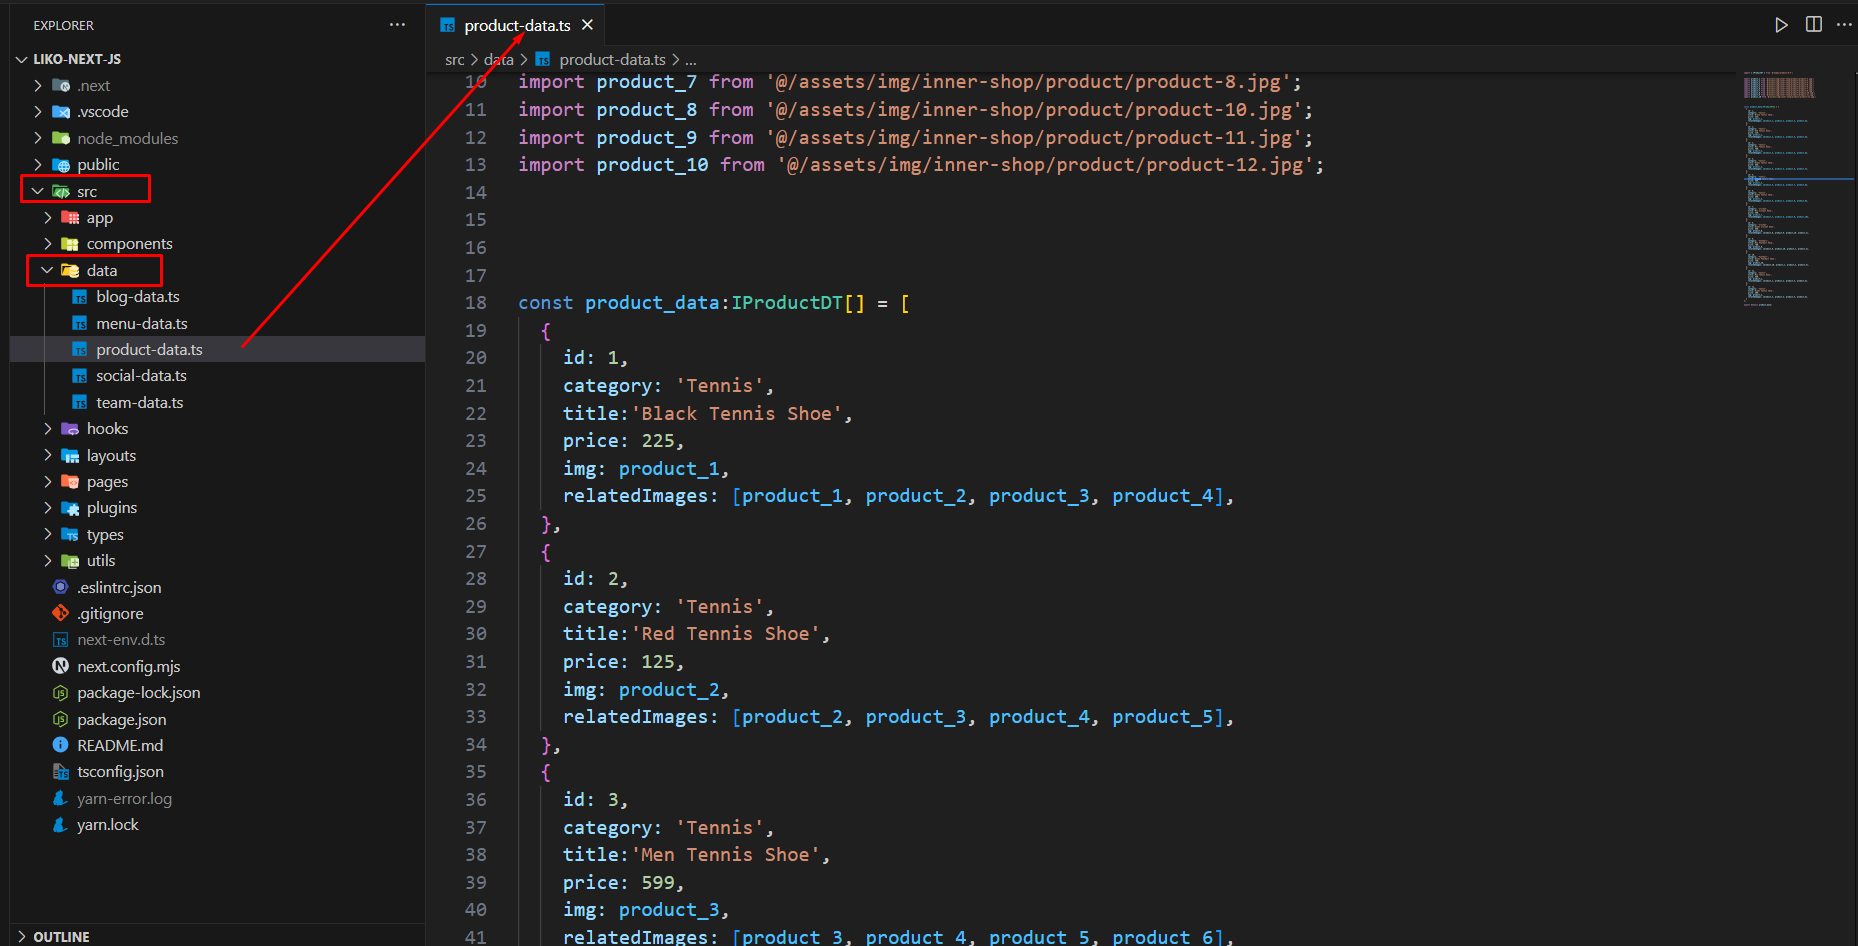 EXPLORER
LIKO-NEXT-JS
.next
.vscode
node_modules
public
src
app
components
data
blog-data.ts
menu-data.ts
product-data.ts
social-data.ts
team-data.ts
hooks
layouts
pages
plugins
types
utils
.eslintrc.json
.gitignore
next-env.d.ts
next.config.mjs
package-lock.json
package.json
README.md
tsconfig.json
yarn-error.log
yarn.lock
OUTLINE
product-data.ts
src > data > product-data.ts > ...
10 import product_7 from '@/assets/img/inner-shop/product/product-8.jpg';
11 import product_8 from '@/assets/img/inner-shop/product/product-10.jpg';
12 import product_9 from '@/assets/img/inner-shop/product/product-11.jpg';
13 import product_10 from '@/assets/img/inner-shop/product/product-12.jpg';
14
15
16
17
18 const product_data:IProductDT[] = [
19 {
20 id: 1,
21 category: 'Tennis',
22 title:'Black Tennis Shoe',
23 price: 225,
24 img: product_1,
25 relatedImages: [product_1, product_2, product_3, product_4],
26 },
27 {
28 id: 2,
29 category: 'Tennis',
30 title:'Red Tennis Shoe',
31 price: 125,
32 img: product_2,
33 relatedImages: [product_2, product_3, product_4, product_5],
34 },
35 {
36 id: 3,
37 category: 'Tennis',
38 title:'Men Tennis Shoe',
39 price: 599,
40 img: product_3,
41 relatedImages: [product_3, product_4, product_5, product_6],